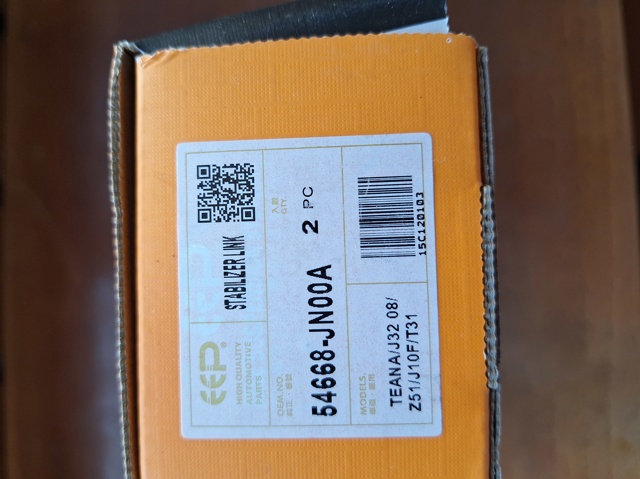 EEP®
HIGH QUALITY
AUTOMOTIVE
PARTS
STABILIZER LINK
OEM.NO.
54668-JN00A
QTY.
2 PC
MODELS.
TEANA/J32 08/
Z51/J10F/T31
15C120103